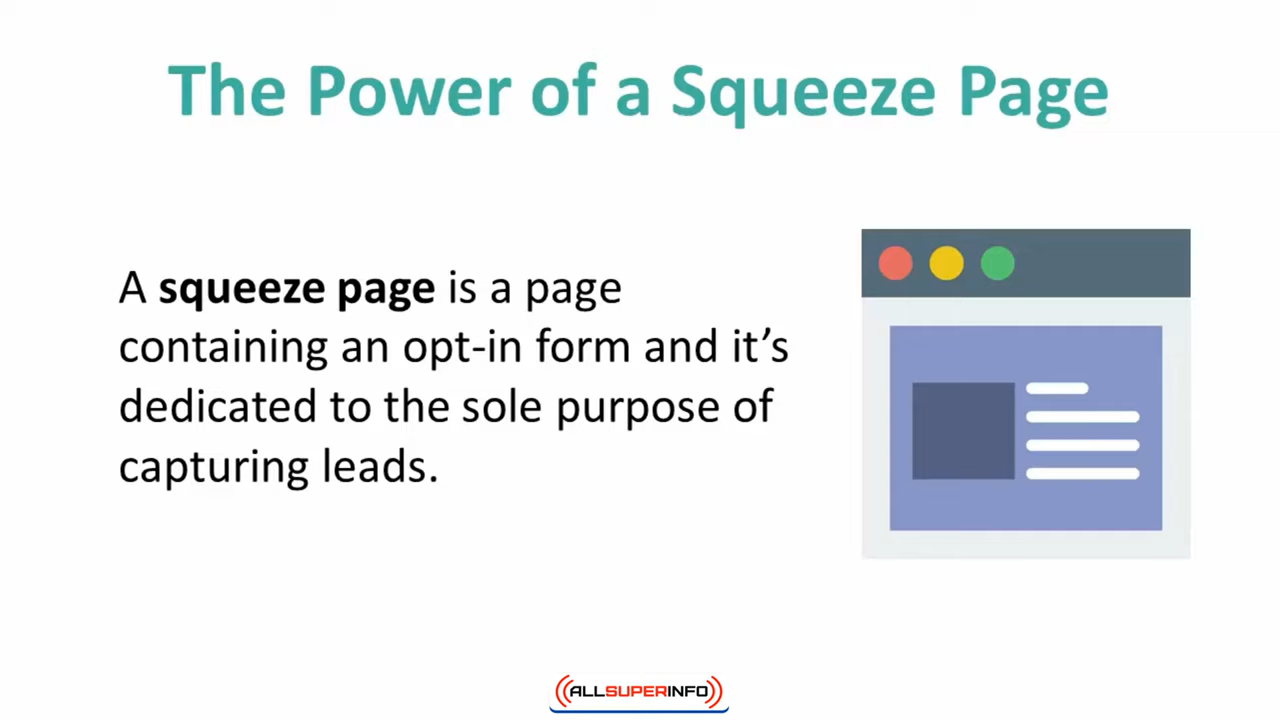 The Power of a Squeeze Page
A squeeze page is a page
containing an opt-in form and it’s
dedicated to the sole purpose of
capturing leads.
ALLSUPERINFO